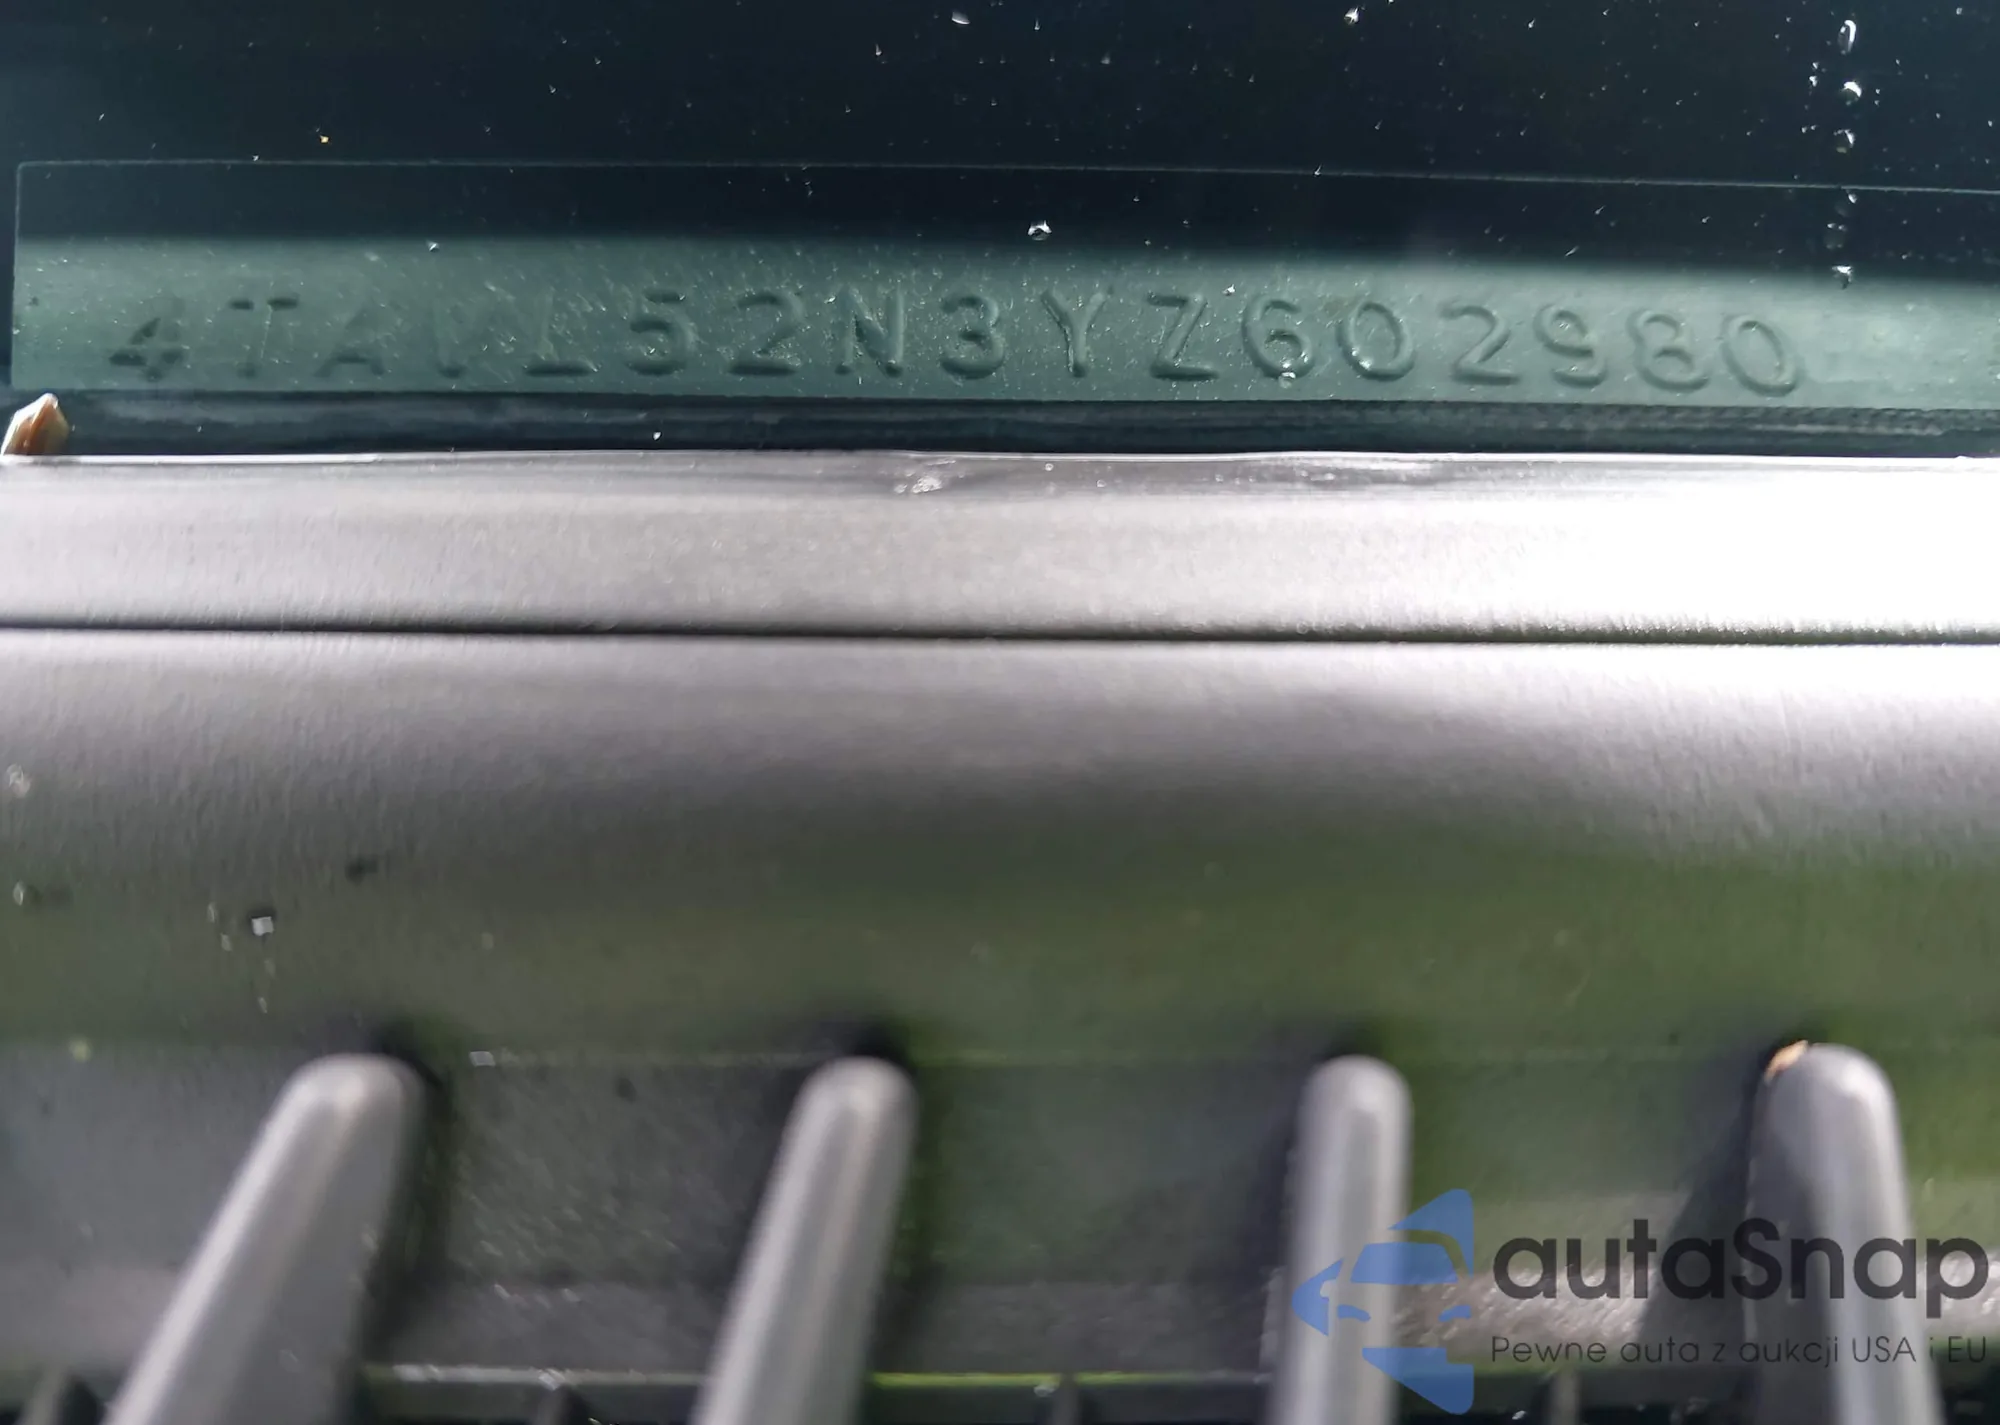 4TAVL52N3YZ602980
autaSnap
Pewne auta z aukcji USA i EU